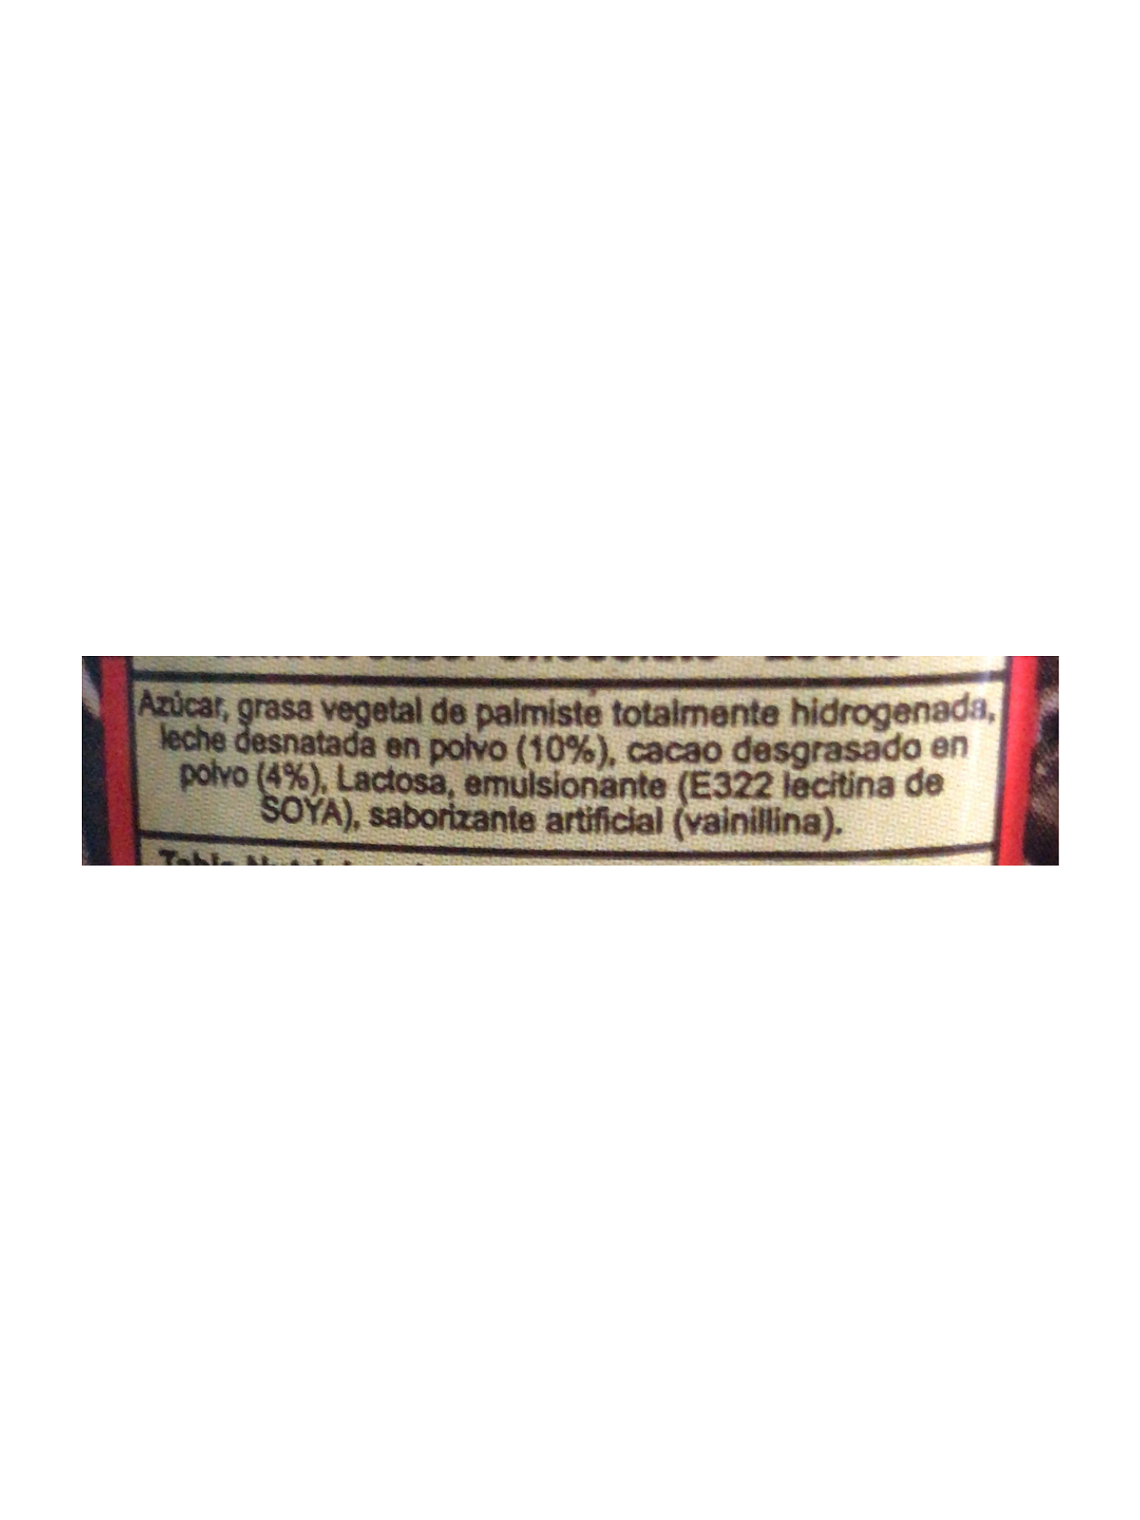 Azúcar, grasa vegetal de palmiste totalmente hidrogenada,
leche desnatada en polvo (10%), cacao desgrasado en
polvo (4%), Lactosa, emulsionante (E322 lecitina de
SOYA), saborizante artificial (vainillina).